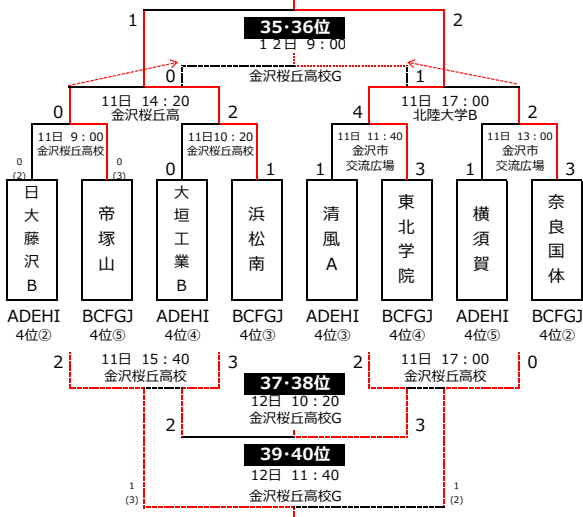 1 2
35･36位
12日 9：00
0 1
金沢桜丘高校G
11日 14：20
金沢桜丘高
11日 17：00
北陸大学B
0 2 4 2
11日 9：00
金沢桜丘高校
11日10：20
金沢桜丘高校
11日 11：40
金沢市
交流広場
11日 13：00
金沢市
交流広場
0
(2)
0
(3)
0 1 1 3 1 3
日大藤沢B
帝塚山
大垣工業B
浜松南
清風A
東北学院
横須賀
奈良国体
ADEHI BCFGJ ADEHI BCFGJ ADEHI BCFGJ ADEHI BCFGJ
4位② 4位⑤ 4位④ 4位③ 4位③ 4位④ 4位⑤ 4位②
2 11日 15：40 3 2 11日 17：00 0
金沢桜丘高校 金沢桜丘高校
37･38位
12日 10：20
金沢桜丘高校G
2 3
39･40位
12日 11：40
金沢桜丘高校G
1
(3)
1
(2)